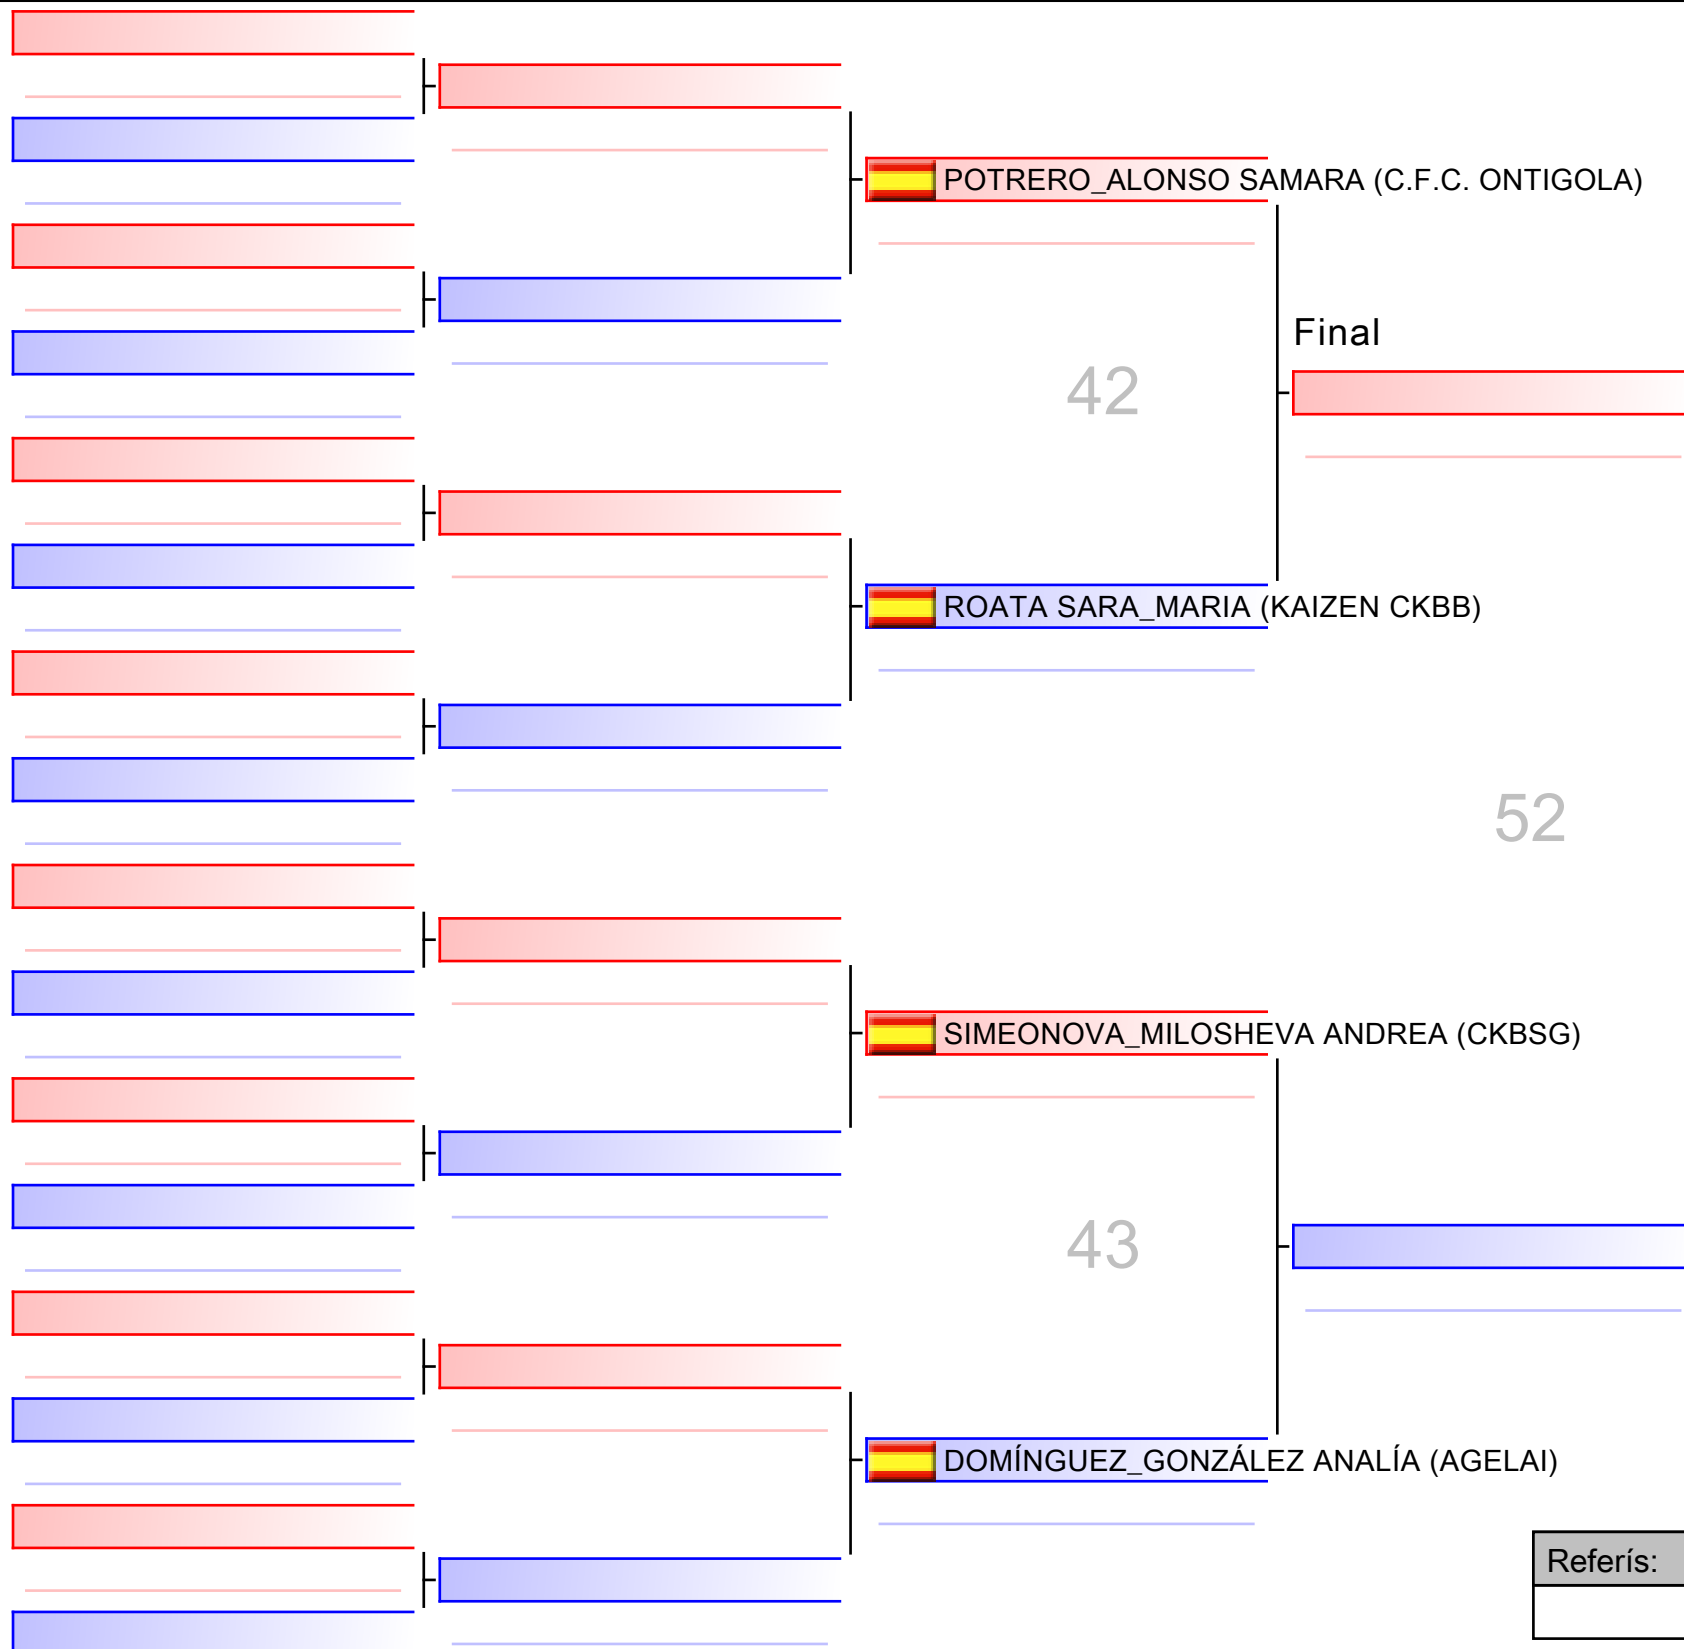 POTRERO_ALONSO SAMARA (C.F.C. ONTIGOLA)
Final
42
ROATA SARA_MARIA (KAIZEN CKBB)
52
SIMEONOVA_MILOSHEVA ANDREA (CKBSG)
43
DOMÍNGUEZ_GONZÁLEZ ANALÍA (AGELAI)
Referís: